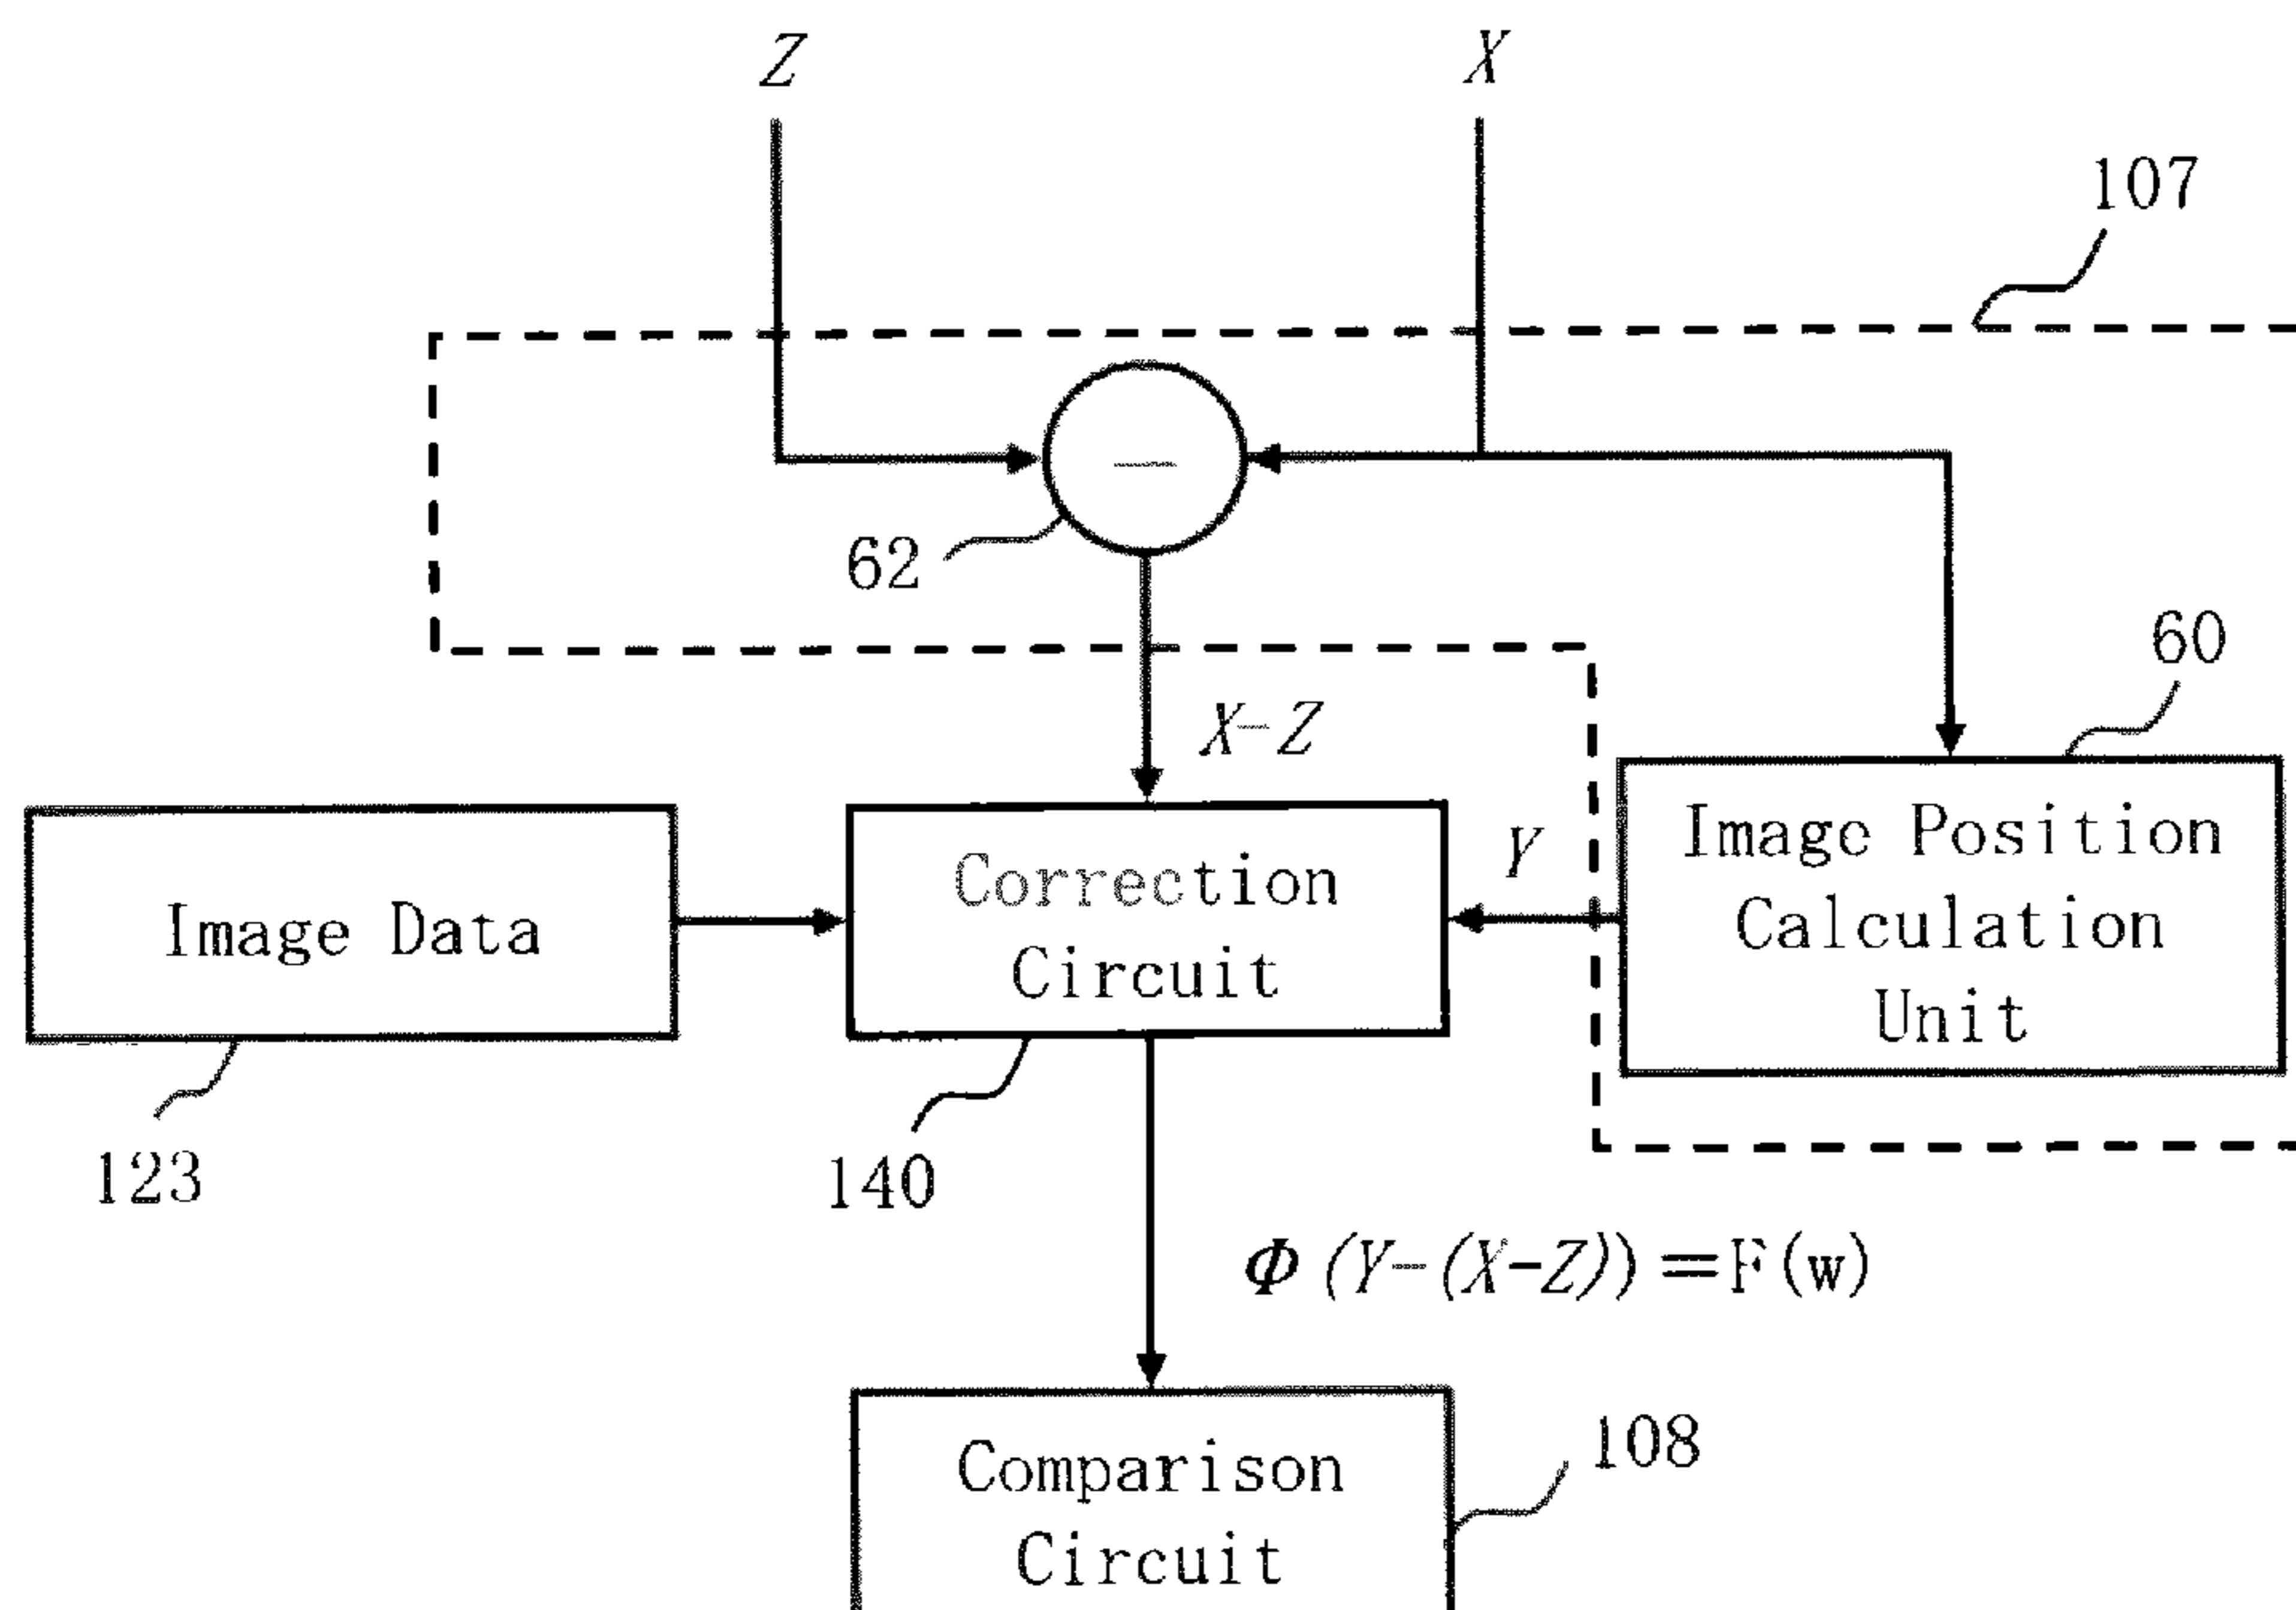 Z
X
107
—
62
60
X-Z
Image Position
Calculation
Unit
Y
Correction
Circuit
Image Data
123
140
Φ(Y-(X-Z))=F(w)
Comparison
Circuit
108